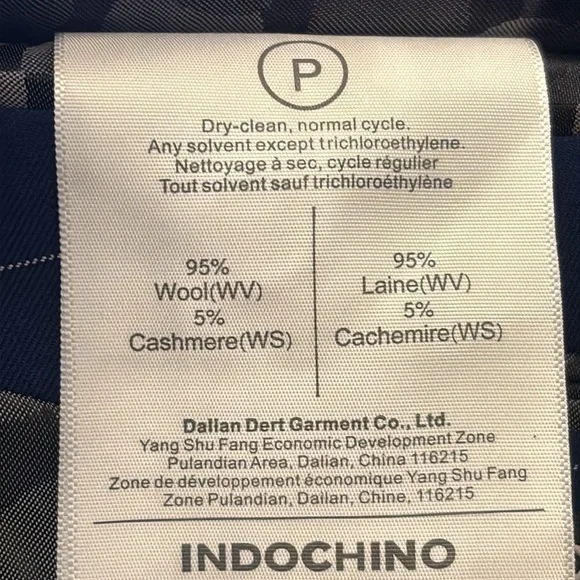 P
Dry-clean, normal cycle.
Any solvent except trichloroethylene.
Nettoyage à sec, cycle régulier
Tout solvent sauf trichloroéthylène
95%
Wool(WV)
5%
Cashmere(WS)
95%
Laine(WV)
5%
Cachemire(WS)
Dalian Dert Garment Co., Ltd.
Yang Shu Fang Economic Development Zone
Pulandian Area, Dalian, China 116215
Zone de développement économique Yang Shu Fang
Zone Pulandian, Dalian, Chine, 116215
INDOCHINO